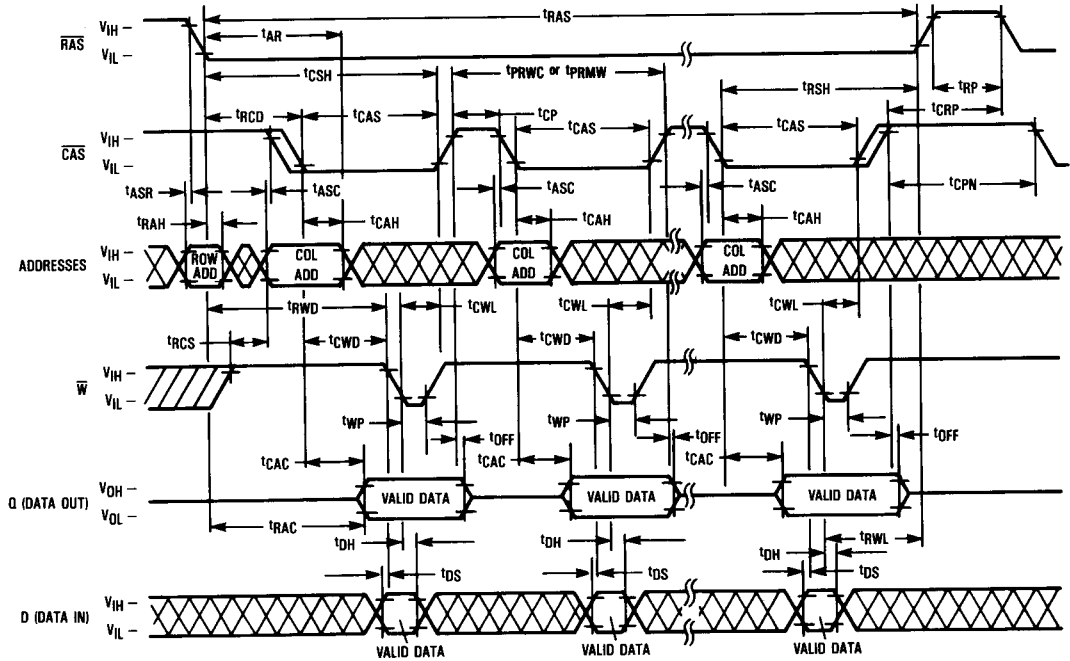 tRAS
VIH
RAS
tAR
VIL
tCSH
tPRWC or tPRMW
tRSH
tRP
tCRP
tRCD
tCAS
tCP
tCAS
tCAS
VIH
CAS
VIL
tASR
tASC
tASC
tASC
tCPN
tRAH
tCAH
tCAH
tCAH
ADDRESSES
VIH
VIL
ROW ADD
COL ADD
COL ADD
COL ADD
tRWD
tCWL
tCWL
tCWL
tRCS
tCWD
tCWD
tCWD
W
VIH
VIL
tWP
tWP
tWP
tOFF
tOFF
tOFF
tCAC
tCAC
tCAC
Q (DATA OUT)
VOH
VOL
VALID DATA
VALID DATA
VALID DATA
tRAC
tDH
tDH
tDH
tRWL
tDS
tDS
tDS
D (DATA IN)
VIH
VIL
VALID DATA
VALID DATA
VALID DATA